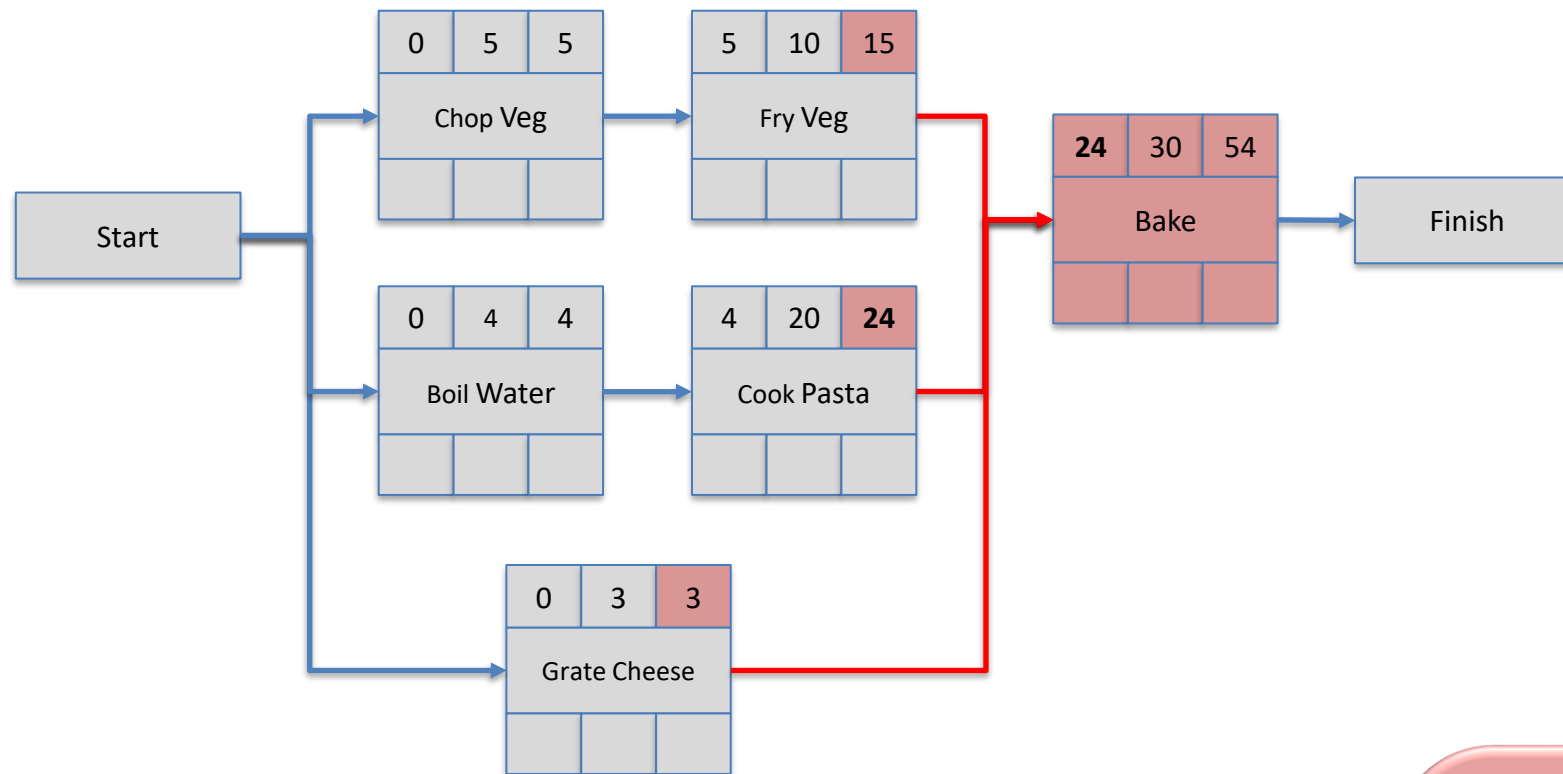 0 5 5
Chop Veg
5 10 15
Fry Veg
24 30 54
Bake
Start
Finish
0 4 4
Boil Water
4 20 24
Cook Pasta
0 3 3
Grate Cheese